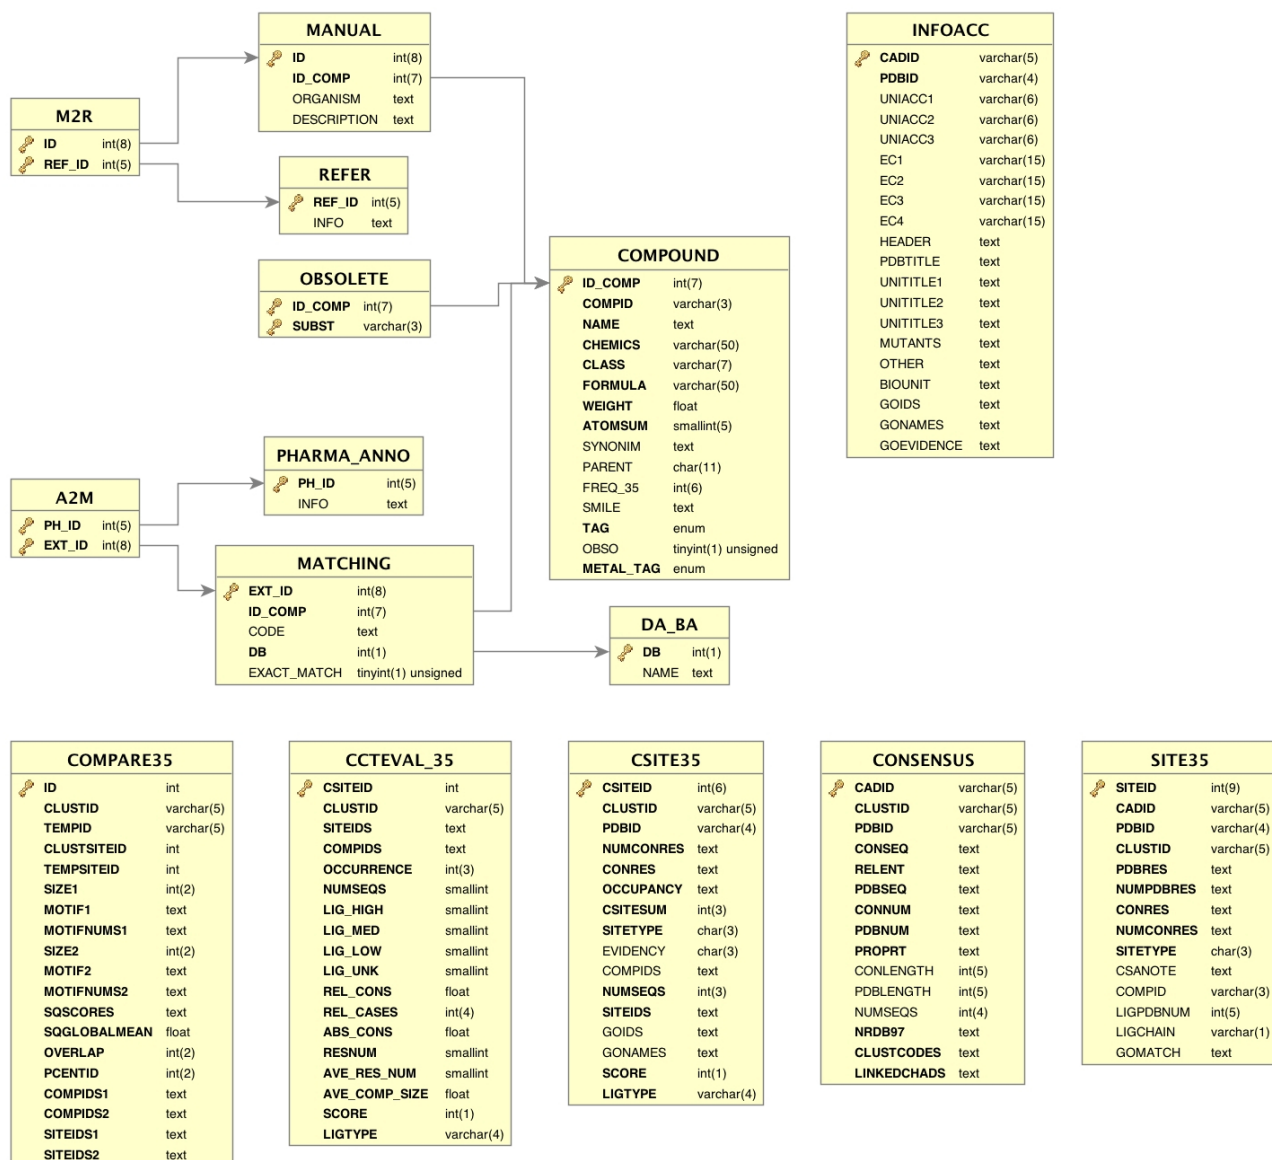 MANUAL
ID int(8)
ID_COMP int(7)
ORGANISM text
DESCRIPTION text
INFOACC
CADID varchar(5)
PDBID varchar(4)
UNIACC1 varchar(6)
UNIACC2 varchar(6)
UNIACC3 varchar(6)
EC1 varchar(15)
EC2 varchar(15)
EC3 varchar(15)
EC4 varchar(15)
HEADER text
PDBTITLE text
UNITITLE1 text
UNITITLE2 text
UNITITLE3 text
MUTANTS text
OTHER text
BIOUNIT text
GOIDS text
GONAMES text
GOEVIDENCE text
M2R
ID int(8)
REF_ID int(5)
REFER
REF_ID int(5)
INFO text
OBSOLETE
ID_COMP int(7)
SUBST varchar(3)
COMPOUND
ID_COMP int(7)
COMPID varchar(3)
NAME text
CHEMICS varchar(50)
CLASS varchar(7)
FORMULA varchar(50)
WEIGHT float
ATOMSUM smallint(5)
SYNONIM text
PARENT char(11)
FREQ_35 int(6)
SMILE text
TAG enum
OBSO tinyint(1) unsigned
METAL_TAG enum
PHARMA_ANNO
PH_ID int(5)
INFO text
A2M
PH_ID int(5)
EXT_ID int(8)
MATCHING
EXT_ID int(8)
ID_COMP int(7)
CODE text
DB int(1)
EXACT_MATCH tinyint(1) unsigned
DA_BA
DB int(1)
NAME text
COMPARE35
ID int
CLUSTID varchar(5)
TEMPID varchar(5)
CLUSTSITEID int
TEMPSITEID int
SIZE1 int(2)
MOTIF1 text
MOTIFNUMS1 text
SIZE2 int(2)
MOTIF2 text
MOTIFNUMS2 text
SQSCORES text
SQGLOBALMEAN float
OVERLAP int(2)
PCENTID int(2)
COMPIDS1 text
COMPIDS2 text
SITEIDS1 text
SITEIDS2 text
CCTEVAL_35
CSITEID int
CLUSTID varchar(5)
SITEIDS text
COMPIDS text
OCCURRENCE int(3)
NUMSEQS smallint
LIG_HIGH smallint
LIG_MED smallint
LIG_LOW smallint
LIG_UNK smallint
REL_CONS float
REL_CASES int(4)
ABS_CONS float
RESNUM smallint
AVE_RES_NUM smallint
AVE_COMP_SIZE float
SCORE int(1)
LIGTYPE varchar(4)
CSITE35
CSITEID int(6)
CLUSTID varchar(5)
PDBID varchar(4)
NUMCONRES text
CONRES text
OCCUPANCY text
CSITESUM int(3)
SITETYPE char(3)
EVIDENCY char(3)
COMPIDS text
NUMSEQS int(3)
SITEIDS text
GOIDS text
GONAMES text
SCORE int(1)
LIGTYPE varchar(4)
CONSENSUS
CADID varchar(5)
CLUSTID varchar(5)
PDBID varchar(5)
CONSEQ text
RELENT text
PDBSEQ text
CONNUM text
PDBNUM text
PROPRT text
CONLENGTH int(5)
PDBLENGTH int(5)
NUMSEQS int(4)
NRDB97 text
CLUSTCODES text
LINKEDCHADS text
SITE35
SITEID int(9)
CADID varchar(5)
PDBID varchar(4)
CLUSTID varchar(5)
PDBRES text
NUMPDBRES text
CONRES text
NUMCONRES text
SITETYPE char(3)
CSANOTE text
COMPID varchar(3)
LIGPDBNUM int(5)
LIGCHAIN varchar(1)
GOMATCH text